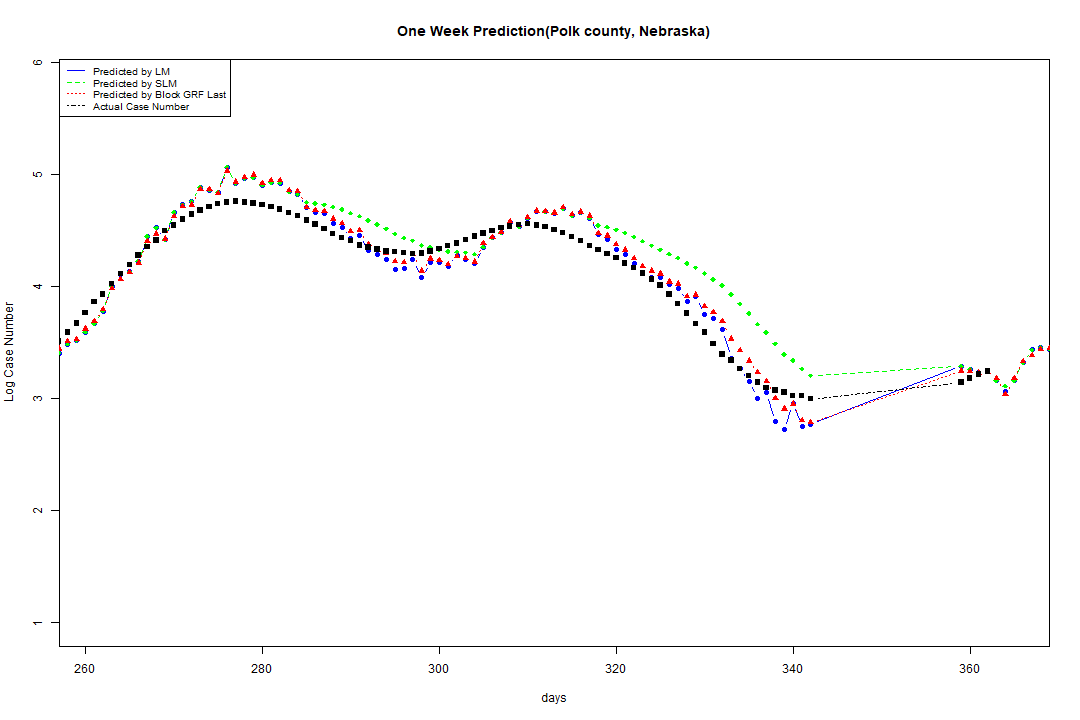 One Week Prediction(Polk county, Nebraska)
Predicted by LM
Predicted by SLM
Predicted by Block GRF Last
Actual Case Number
6
5
4
3
2
1
Log Case Number
260 280 300 320 340 360
days